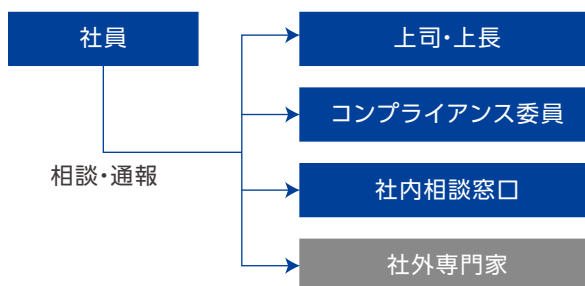 社員
上司・上長
コンプライアンス委員
相談・通報
社内相談窓口
社外専門家